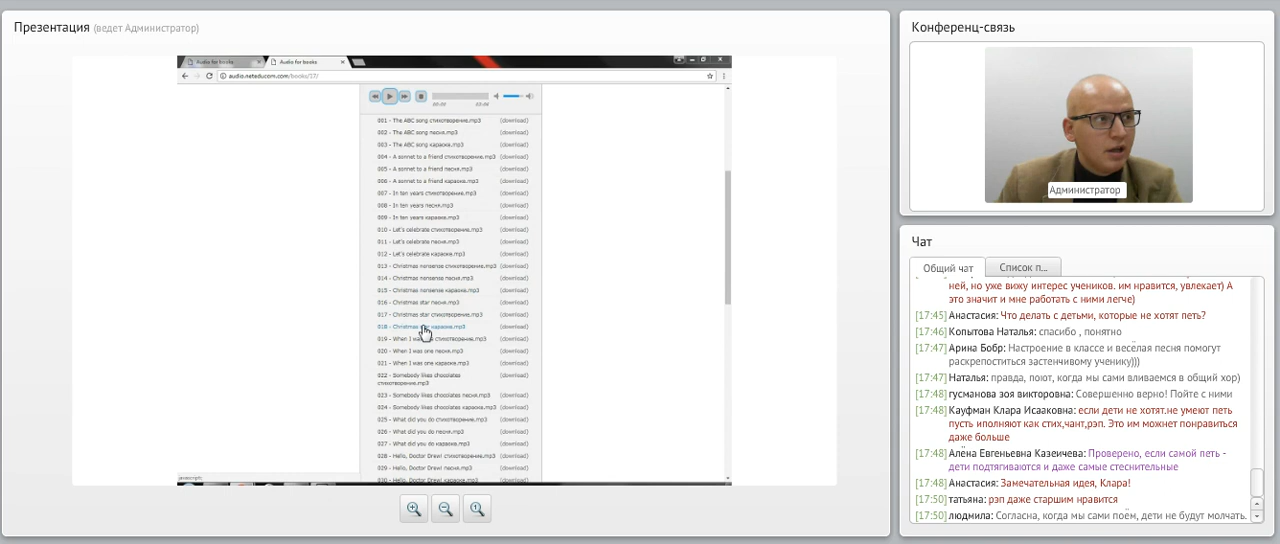 Презентация (ведет Администратор)
Audio for books
Audio for books
audio.neteducom.com/books/17/
00:00 03:04
001 - The ABC song стихотворение.mp3 (download)
002 - The ABC song песня.mp3 (download)
003 - The ABC song караоке.mp3 (download)
004 - A sonnet to a friend стихотворение.mp3 (download)
005 - A sonnet to a friend песня.mp3 (download)
006 - A sonnet to a friend караоке.mp3 (download)
007 - In ten years стихотворение.mp3 (download)
008 - In ten years песня.mp3 (download)
009 - In ten years караоке.mp3 (download)
010 - Let's celebrate стихотворение.mp3 (download)
011 - Let's celebrate песня.mp3 (download)
012 - Let's celebrate караоке.mp3 (download)
013 - Christmas nonsense стихотворение.mp3 (download)
014 - Christmas nonsense песня.mp3 (download)
015 - Christmas nonsense караоке.mp3 (download)
016 - Christmas star песня.mp3 (download)
017 - Christmas star стихотворение.mp3 (download)
018 - Christmas караоке.mp3 (download)
019 - When I стихотворение.mp3 (download)
020 - When I was one песня.mp3 (download)
021 - When I was one караоке.mp3 (download)
022 - Somebody likes chocolates (download)
стихотворение.mp3
023 - Somebody likes chocolates песня.mp3 (download)
024 - Somebody likes chocolates караоке.mp3 (download)
025 - What did you do стихотворение.mp3 (download)
026 - What did you do песня.mp3 (download)
027 - What did you do караоке.mp3 (download)
028 - Hello, Doctor Drew! стихотворение.mp3 (download)
029 - Hello, Doctor Drew! песня.mp3 (download)
030 - Hello, Doctor Drew! караоке.mp3 (download)
javascript:
Конференц-связь
Администратор
Чат
Общий чат Список п...
ней, но уже вижу интерес учеников. им нравится, увлекает) А
это значит и мне работать с ними легче)
[17:45] Анастасия: Что делать с детьми, которые не хотят петь?
[17:46] Копытова Наталья: спасибо , понятно
[17:47] Арина Бобр: Настроение в классе и весёлая песня помогут
раскрепоститься застенчивому ученику)))
[17:47] Наталья: правда, поют, когда мы сами вливаемся в общий хор)
[17:48] гусманова зоя викторовна: Совершенно верно! Пойте с ними
[17:48] Кауфман Клара Исааковна: если дети не хотят.не умеют петь
пусть иполняют как стих,чант,рэп. Это им можнет понравиться
даже больше
[17:48] Алёна Евгеньевна Казеичева: Проверено, если самой петь -
дети подтягиваются и даже самые стеснительные
[17:48] Анастасия: Замечательная идея, Клара!
[17:50] татьяна: рэп даже старшим нравится
[17:50] людмила: Согласна, когда мы сами поём, дети не будут молчать.